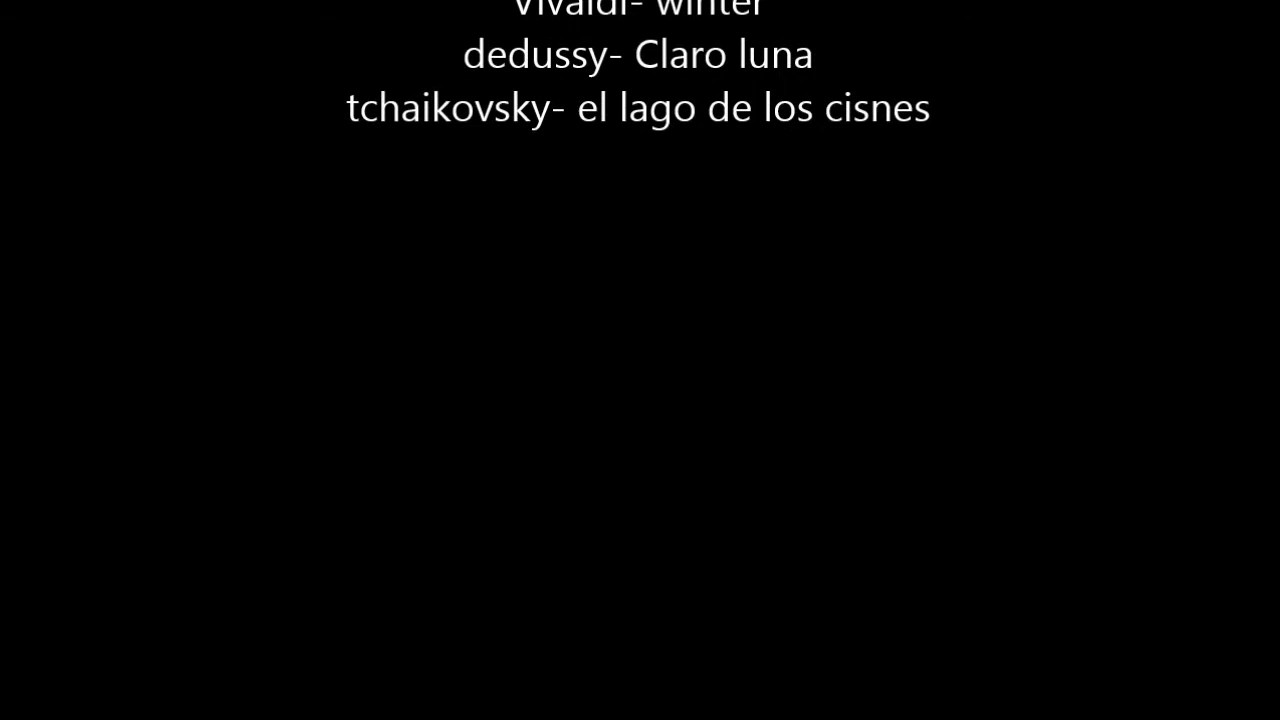 Vivaldi- winter
dedussy- Claro luna
tchaikovsky- el lago de los cisnes